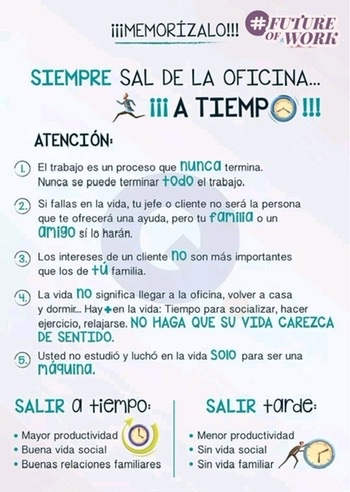 ¡¡¡MEMORÍZALO!!!
#FUTURE
OF WORK
SIEMPRE SAL DE LA OFICINA...
¡¡¡ A TIEMPO !!!
ATENCIÓN:
1. El trabajo es un proceso que nunca termina.
Nunca se puede terminar todo el trabajo.
2. Si fallas en la vida, tu jefe o cliente no será la persona
que te ofrecerá una ayuda, pero tu familia o un
amigo sí lo harán.
3. Los intereses de un cliente no son más importantes
que los de tú familia.
4. La vida no significa llegar a la oficina, volver a casa
y dormir... Hay + en la vida: Tiempo para socializar, hacer
ejercicio, relajarse. NO HAGA QUE SU VIDA CAREZCA
DE SENTIDO.
5. Usted no estudió y luchó en la vida solo para ser una
máquina.
SALIR a tiempo:
• Mayor productividad
• Buena vida social
• Buenas relaciones familiares
SALIR tarde:
• Menor productividad
• Sin vida social
• Sin vida familiar